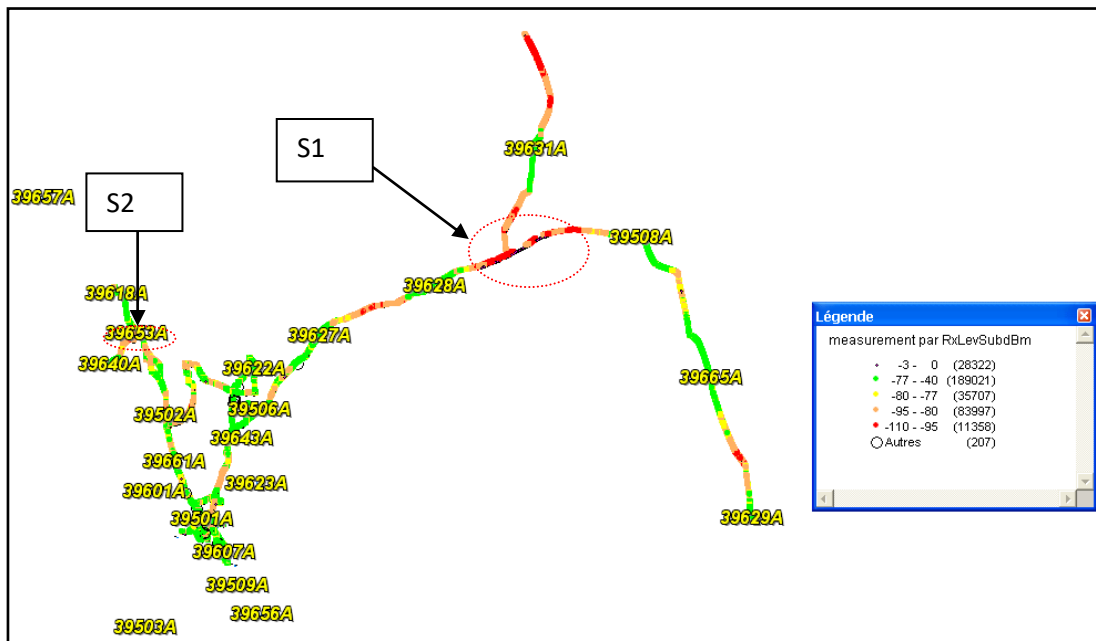 S1
39631A
39657A
S2
39508A
39628A
39618A
39653A
39627A
39640A
39622A
39665A
39506A
39502A
39643A
39661A
39623A
39601A
39501A
39629A
39607A
39509A
39656A
39503A
Légende
measurement par RxLevSubdBm
-3 - 0 (28322)
-77 - -40 (189021)
-80 - -77 (35707)
-95 - -80 (83997)
-110 - -95 (11358)
Autres (207)